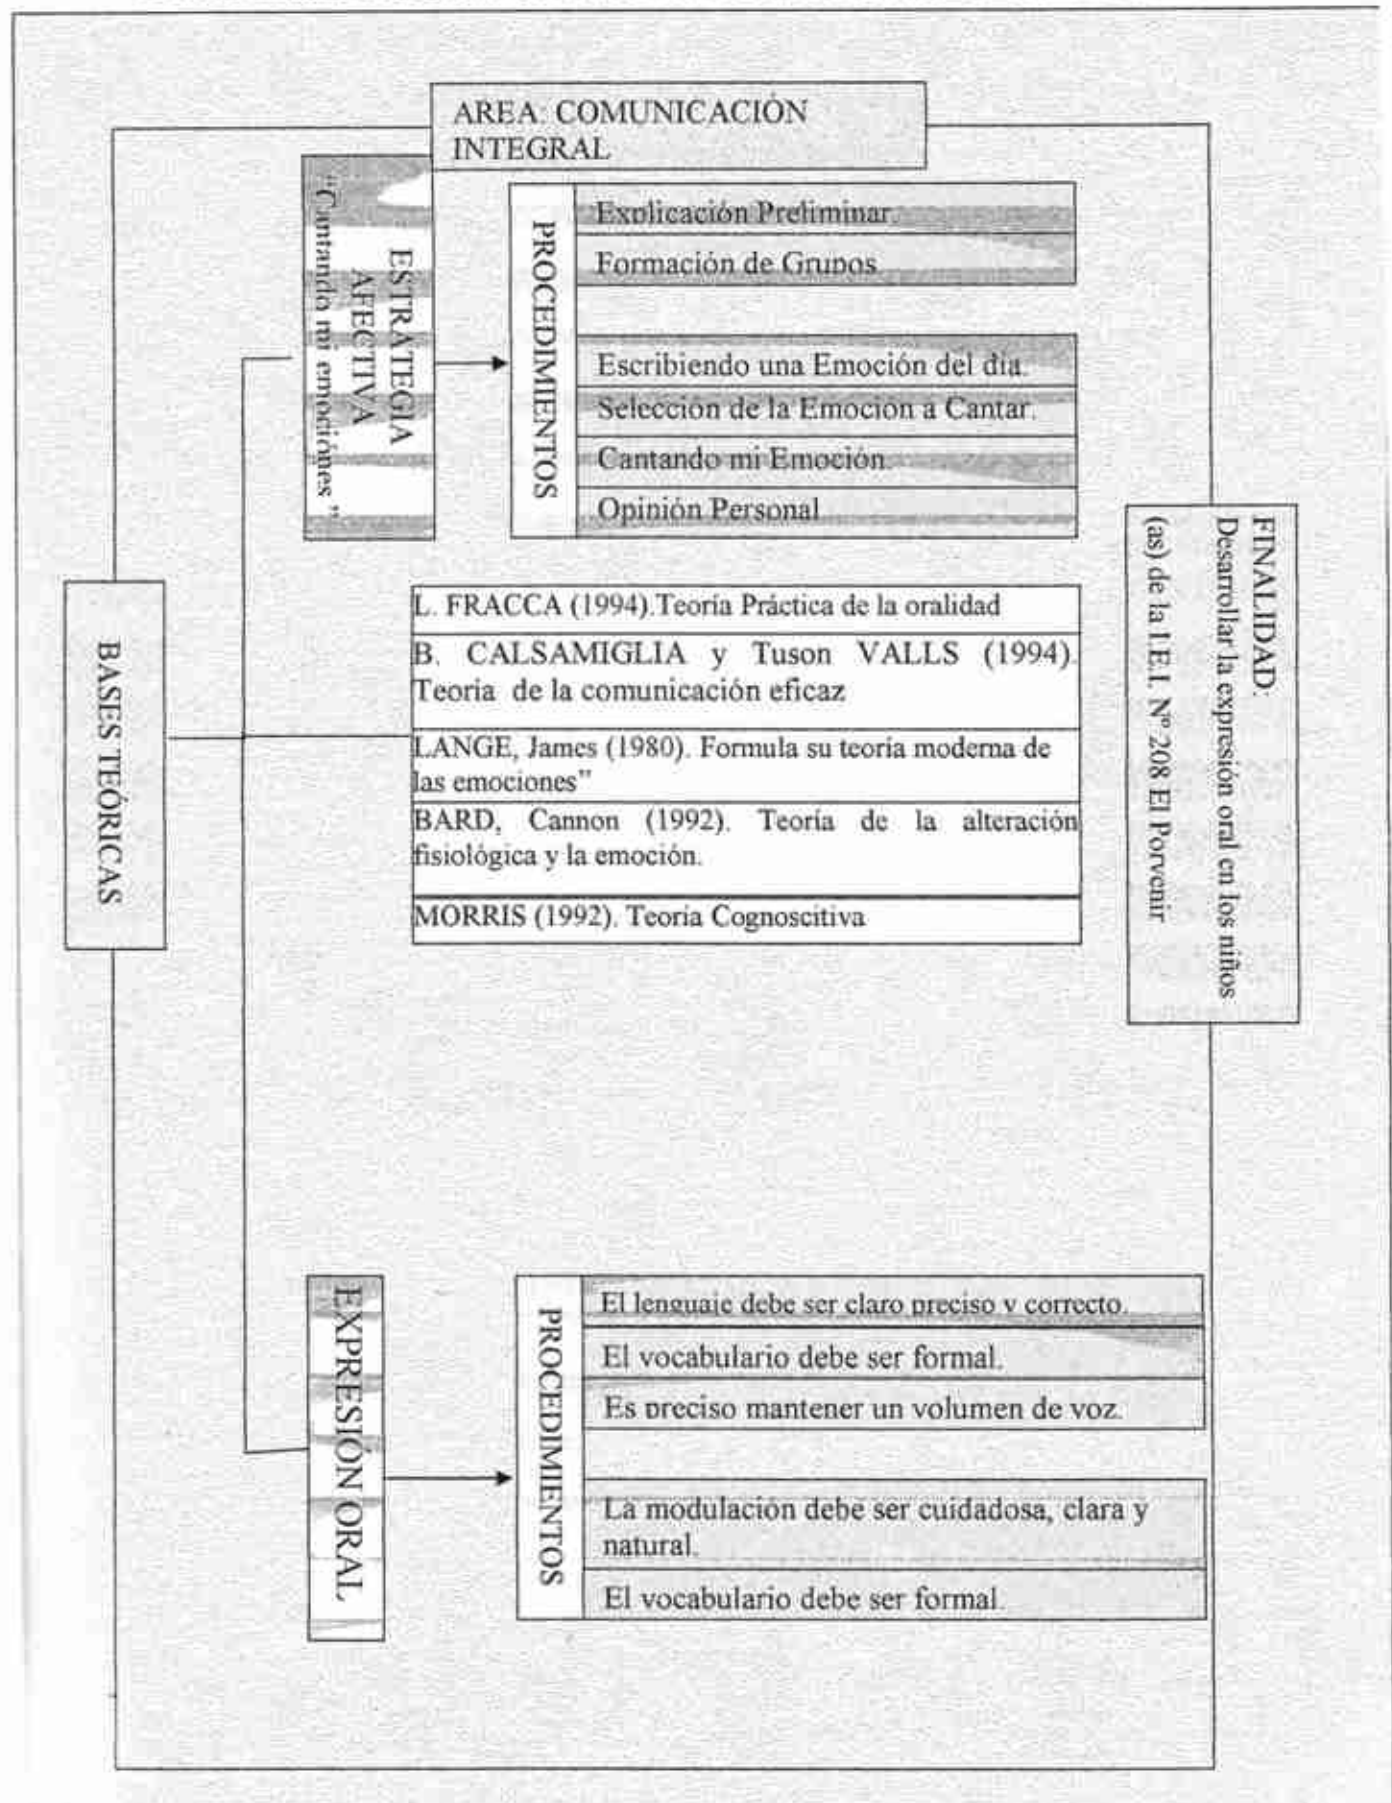 AREA: COMUNICACIÓN
INTEGRAL
ESTRATEGIA
AFECTIVA
“Cantando mi emociónes ”
PROCEDIMIENTOS
Explicación Preliminar.
Formación de Grupos
Escribiendo una Emoción del día.
Selección de la Emoción a Cantar.
Cantando mi Emoción.
Opinión Personal
BASES TEÓRICAS
L. FRACCA (1994).Teoría Práctica de la oralidad
B. CALSAMIGLIA y Tuson VALLS (1994).
Teoría de la comunicación eficaz
LANGE, James (1980). Formula su teoría moderna de
las emociones”
BARD, Cannon (1992). Teoría de la alteración
fisiológica y la emoción.
MORRIS (1992). Teoría Cognoscitiva
FINALIDAD:
Desarrollar la expresión oral en los niños
(as) de la I.E.I. Nº 208 El Porvenir
EXPRESIÓN ORAL
PROCEDIMIENTOS
El lenguaje debe ser claro preciso y correcto.
El vocabulario debe ser formal.
Es preciso mantener un volumen de voz.
La modulación debe ser cuidadosa, clara y
natural.
El vocabulario debe ser formal.